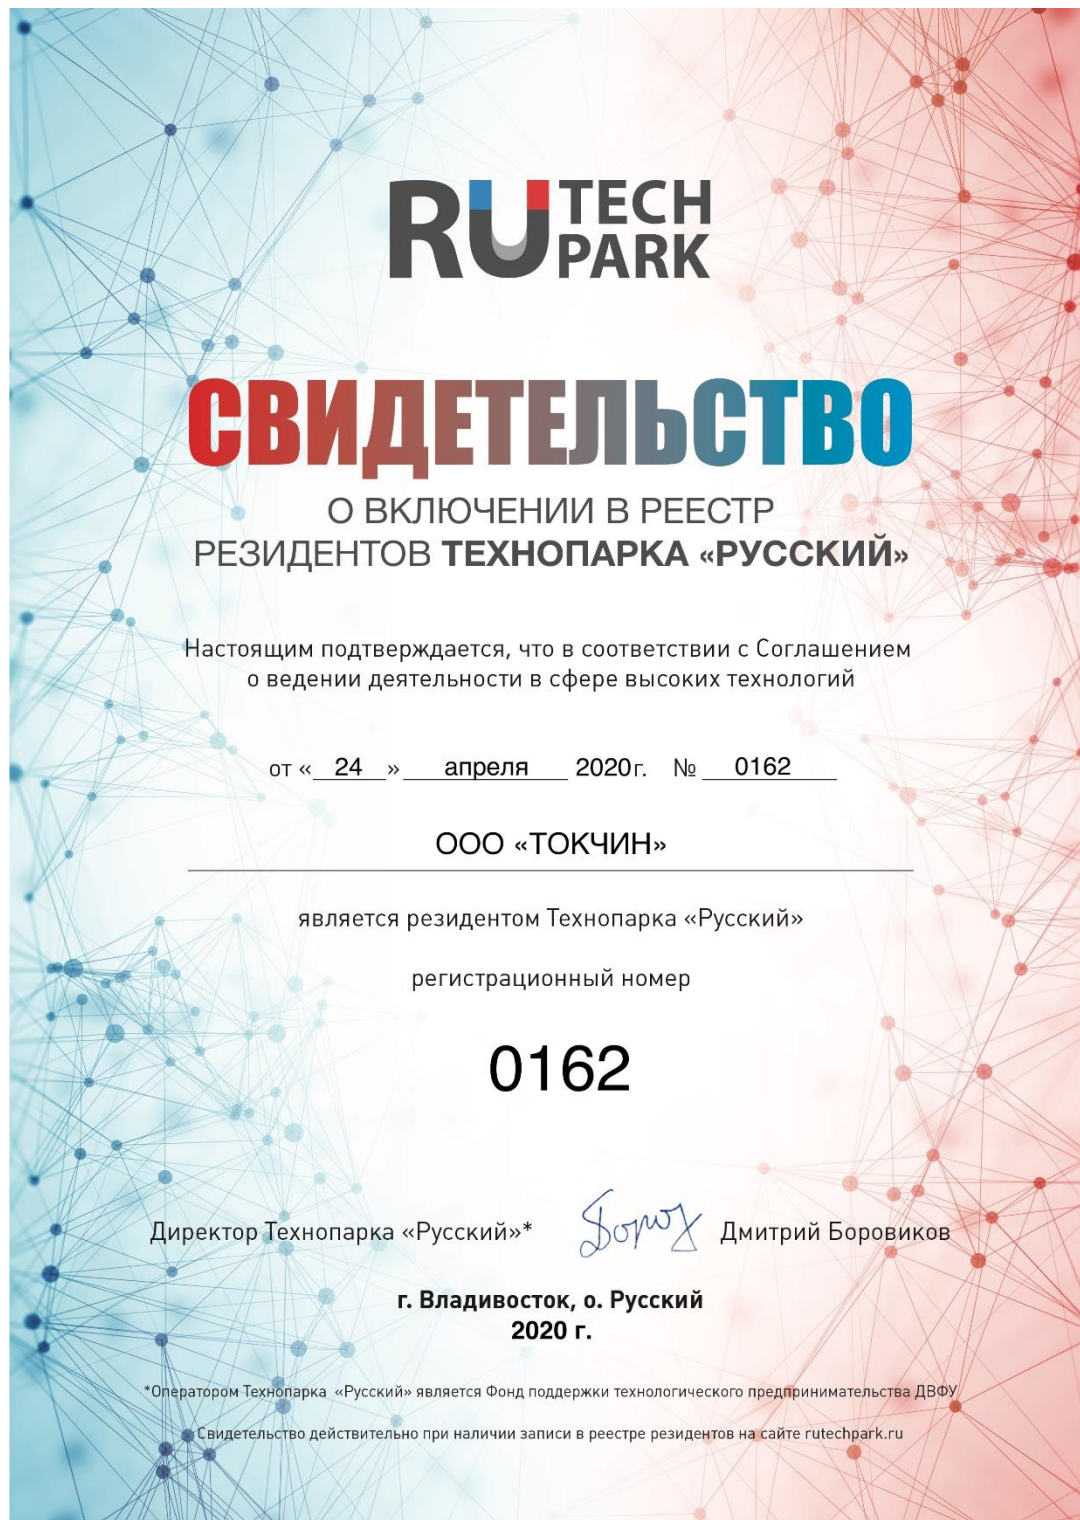 RU TECH
PARK
СВИДЕТЕЛЬСТВО
О ВКЛЮЧЕНИИ В РЕЕСТР
РЕЗИДЕНТОВ ТЕХНОПАРКА «РУССКИЙ»
Настоящим подтверждается, что в соответствии с Соглашением
о ведении деятельности в сфере высоких технологий
от « 24 » апреля 2020г. № 0162
ООО «ТОКЧИН»
является резидентом Технопарка «Русский»
регистрационный номер
0162
Директор Технопарка «Русский»* Дмитрий Боровиков
г. Владивосток, о. Русский
2020 г.
*Оператором Технопарка «Русский» является Фонд поддержки технологического предпринимательства ДВФУ
Свидетельство действительно при наличии записи в реестре резидентов на сайте rutechpark.ru